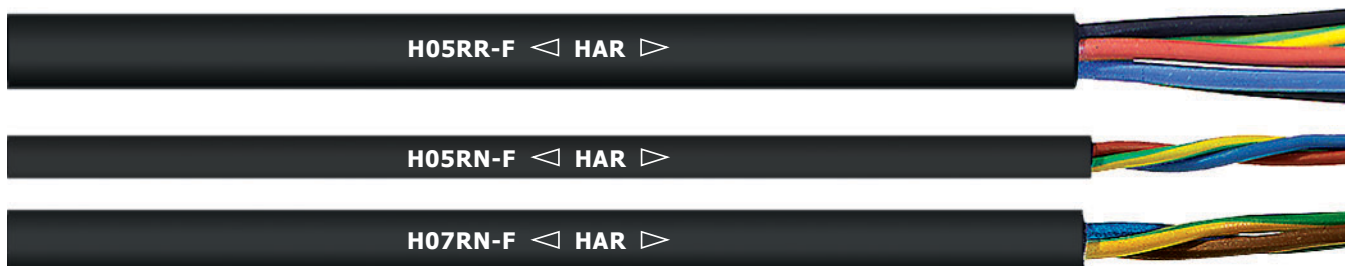 H05RR-F ◁ HAR ▷
H05RN-F ◁ HAR ▷
H07RN-F ◁ HAR ▷